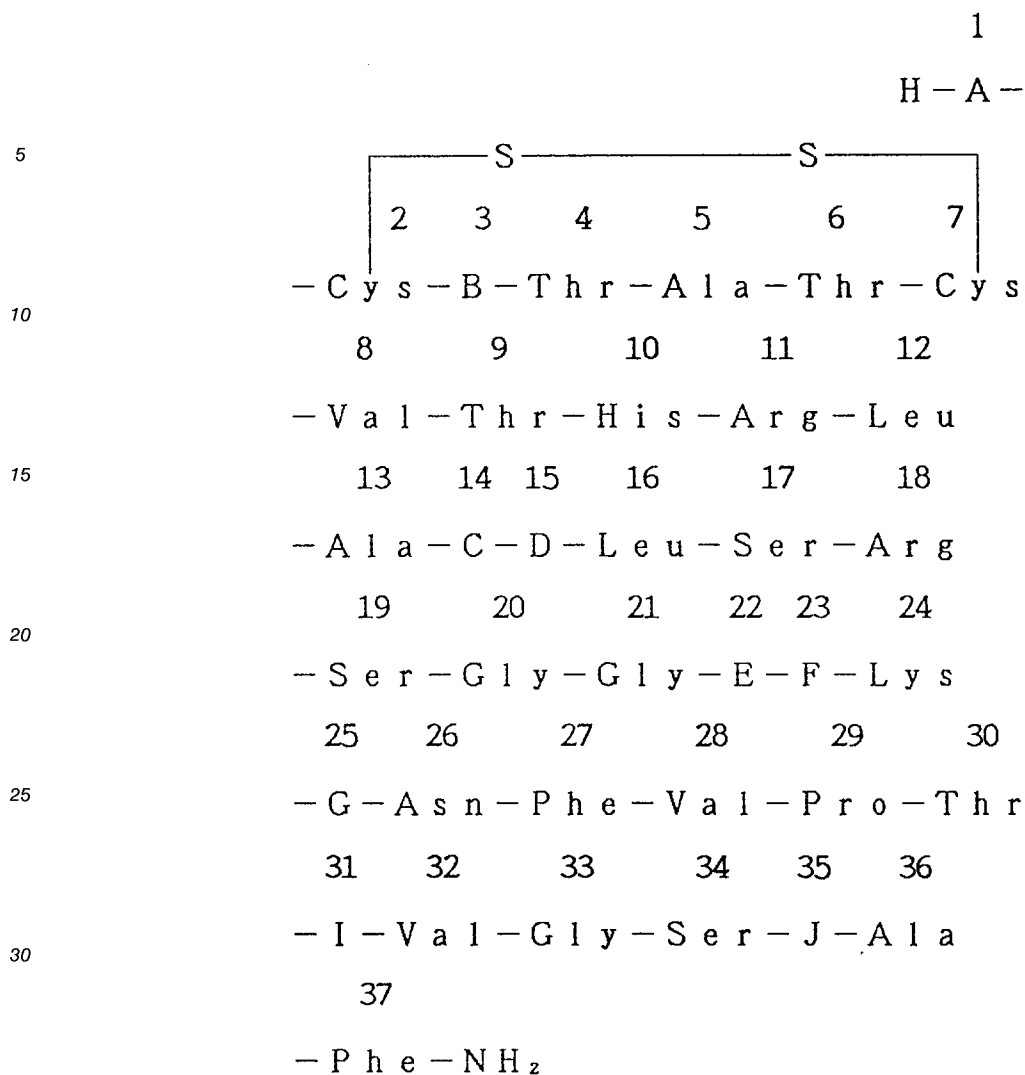 1
H – A –
5
S S
2 3 4 5 6 7
– Cys – B – Thr – Ala – Thr – Cys
10
8 9 10 11 12
– Val – Thr – His – Arg – Leu
15
13 14 15 16 17 18
– Ala – C – D – Leu – Ser – Arg
19 20 21 22 23 24
20
– Ser – Gly – Gly – E – F – Lys
25 26 27 28 29 30
25
– G – Asn – Phe – Val – Pro – Thr
31 32 33 34 35 36
– I – Val – Gly – Ser – J – Ala
30
37
– Phe – NH₂